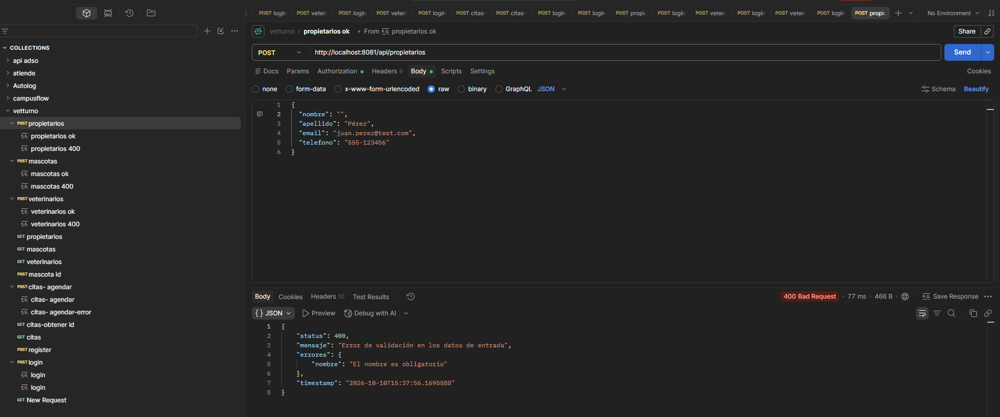 POST login POST veteri POST login POST veteri POST login POST citas- POST citas- POST login POST login POST propie POST login POST veteri POST login POST veteri POST login POST propie No Environment
HTTP vetturno > propietarios ok • From e.g. propietarios ok Share
POST http://localhost:8081/api/propietarios Send
Docs Params Authorization Headers 9 Body Scripts Settings Cookies
none form-data x-www-form-urlencoded raw binary GraphQL JSON Schema Beautify
1 {
2 "nombre": "",
3 "apellido": "Pérez",
4 "email": "juan.perez@test.com",
5 "telefono": "555-123456"
6 }
COLLECTIONS
api adso
atiende
Autolog
campusflow
vetturno
POST propietarios
e.g. propietarios ok
e.g. propietarios 400
POST mascotas
e.g. mascotas ok
e.g. mascotas 400
POST veterinarios
e.g. veterinarios ok
e.g. veterinarios 400
GET propietarios
GET mascotas
GET veterinarios
POST mascota id
POST citas- agendar
e.g. citas- agendar
e.g. citas- agendar-error
GET citas-obtener id
GET citas
POST register
POST login
e.g. login
e.g. login
GET New Request
Body Cookies Headers 10 Test Results 400 Bad Request • 77 ms • 466 B • e.g. Save Response
{} JSON Preview Debug with AI
1 {
2 "status": 400,
3 "mensaje": "Error de validación en los datos de entrada",
4 "errores": {
5 "nombre": "El nombre es obligatorio"
6 },
7 "timestamp": "2026-10-10T15:37:56.1695588"
8 }